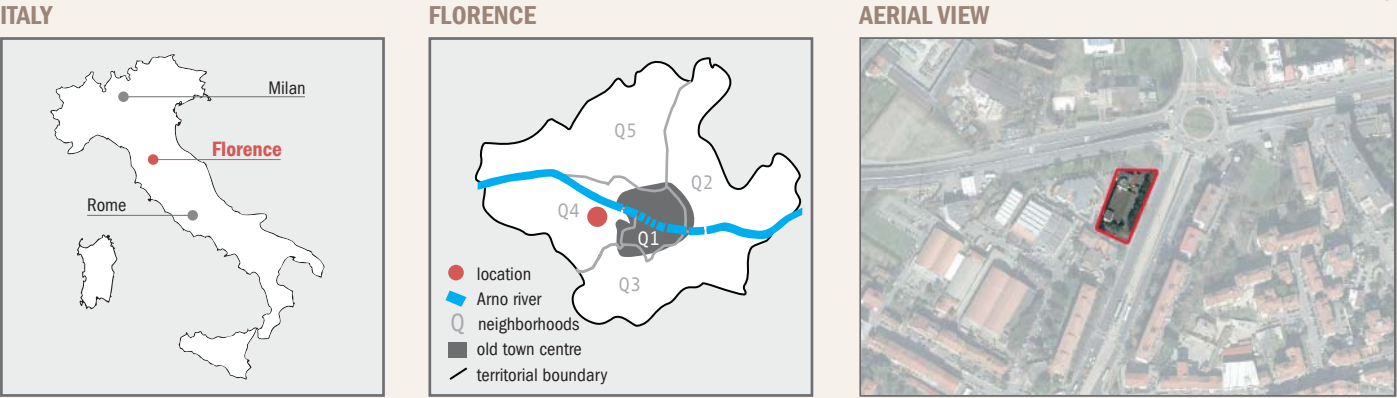 ITALY
Milan
Florence
Rome
FLORENCE
Q5
Q2
Q4
Q1
Q3
location
Arno river
Q neighborhoods
old town centre
territorial boundary
AERIAL VIEW